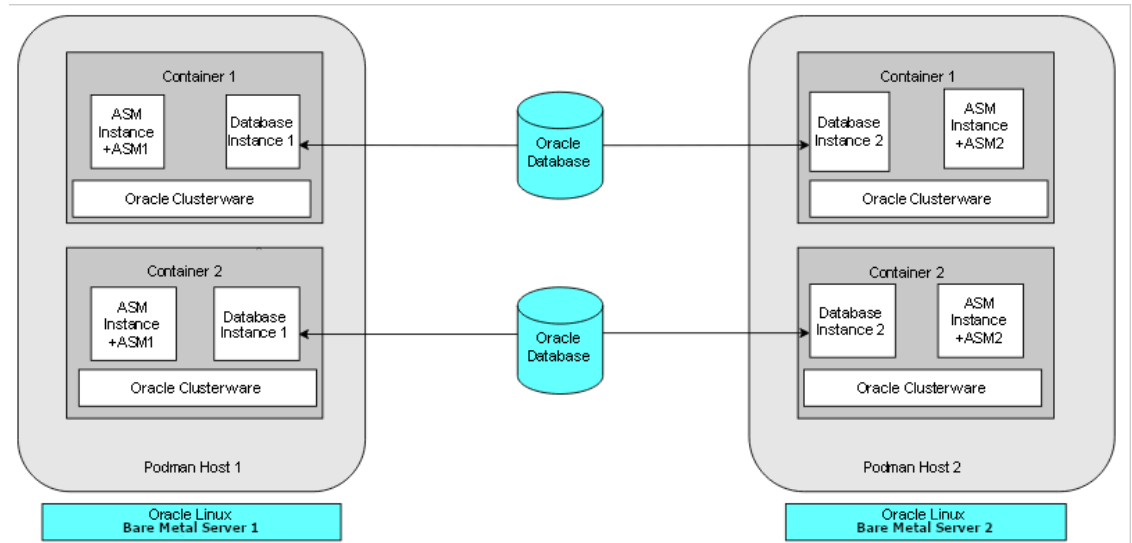 Container 1
ASM
Instance
+ASM1
Database
Instance 1
Oracle Clusterware
Container 2
ASM
Instance
+ASM1
Database
Instance 1
Oracle Clusterware
Podman Host 1
Oracle Linux
Bare Metal Server 1
Oracle
Database
Oracle
Database
Container 1
Database
Instance 2
ASM
Instance
+ASM2
Oracle Clusterware
Container 2
Database
Instance 2
ASM
Instance
+ASM2
Oracle Clusterware
Podman Host 2
Oracle Linux
Bare Metal Server 2